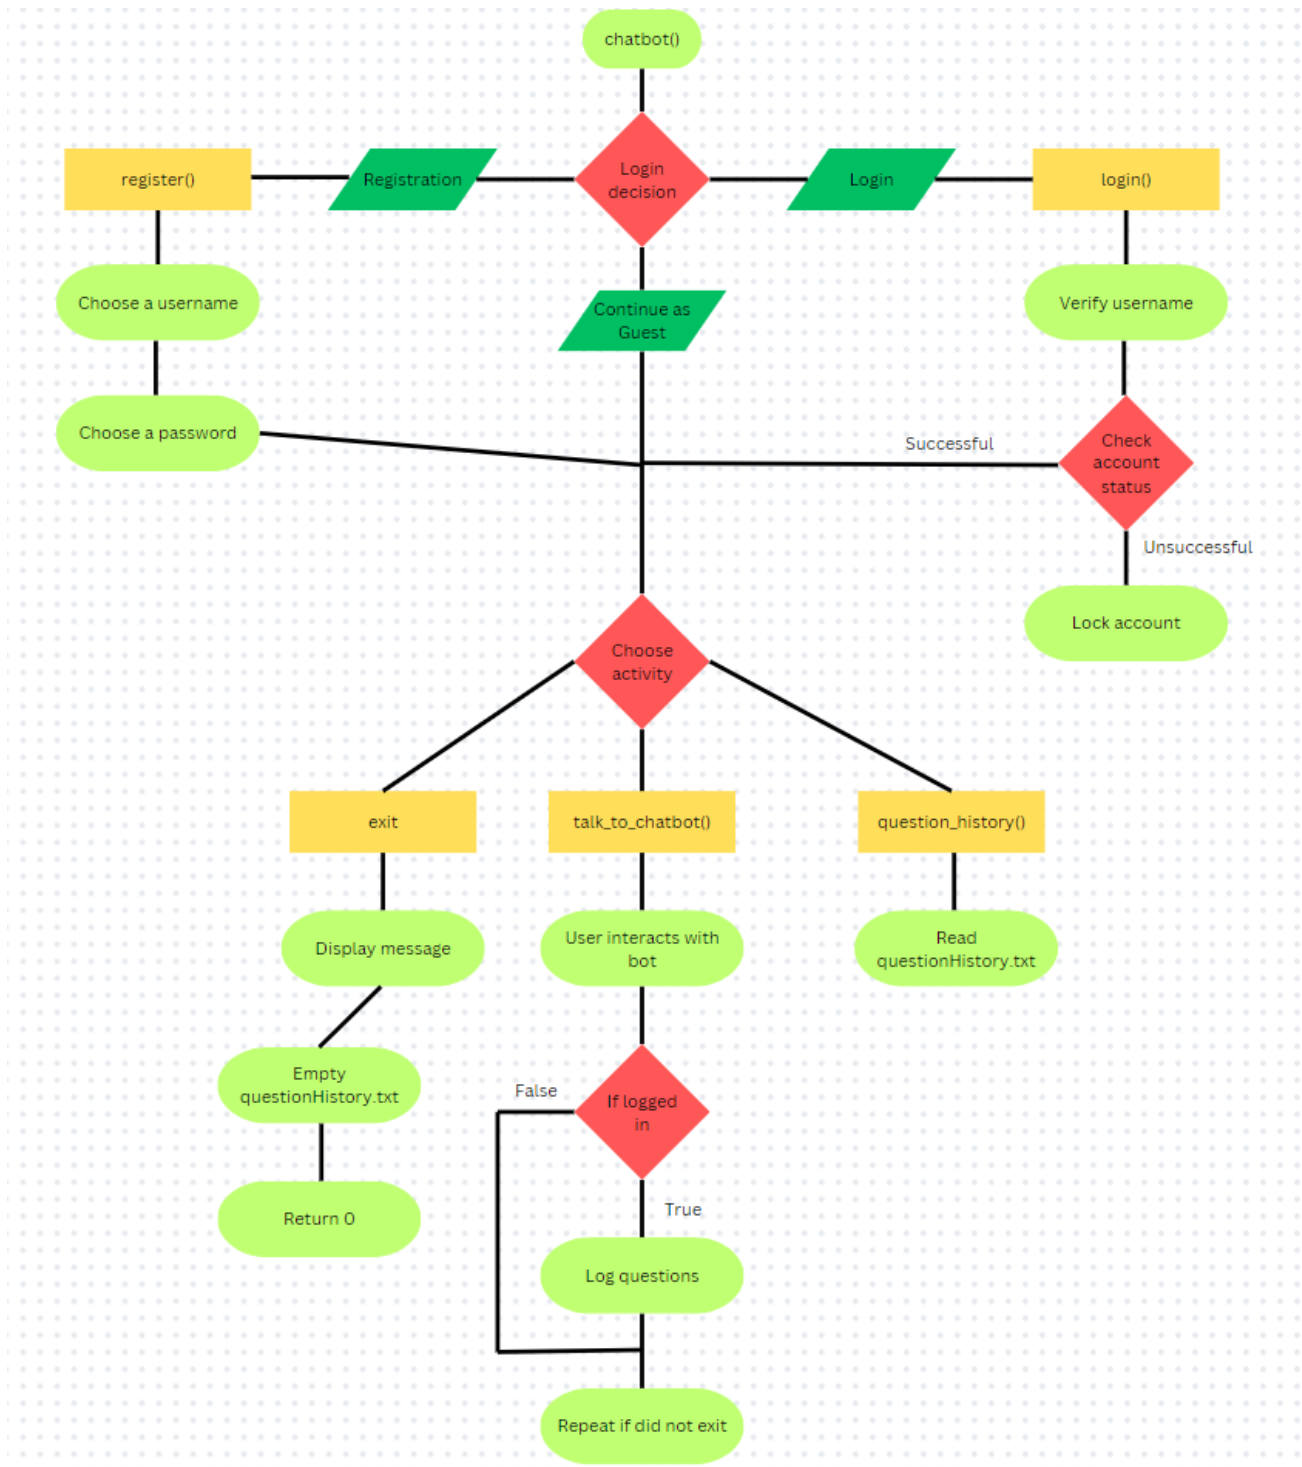 chatbot()
register()
Registration
Login
decision
Login
login()
Choose a username
Continue as
Guest
Verify username
Choose a password
Successful
Check
account
status
Unsuccessful
Lock account
Choose
activity
exit
talk_to_chatbot()
question_history()
Display message
User interacts with
bot
Read
questionHistory.txt
Empty
questionHistory.txt
False
If logged
in
True
Return 0
Log questions
Repeat if did not exit